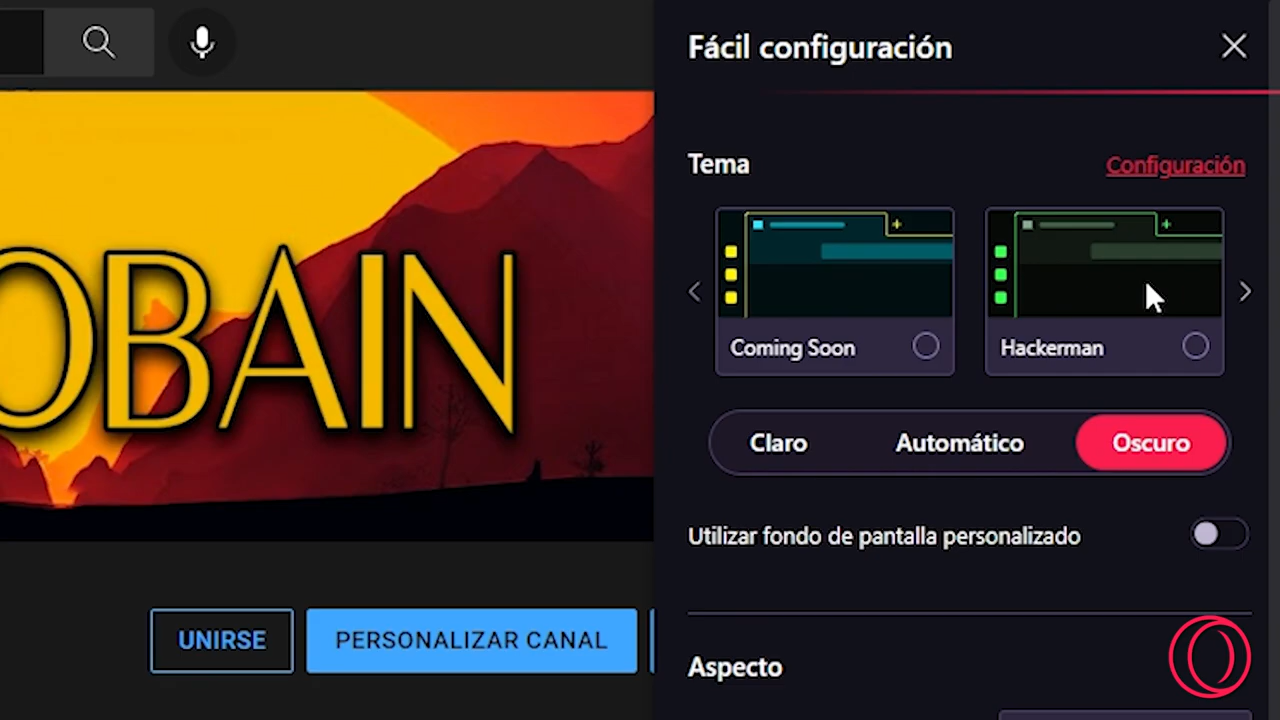 Fácil configuración
Tema
Configuración
OBAIN
Coming Soon
Hackerman
Claro
Automático
Oscuro
Utilizar fondo de pantalla personalizado
UNIRSE
PERSONALIZAR CANAL
Aspecto